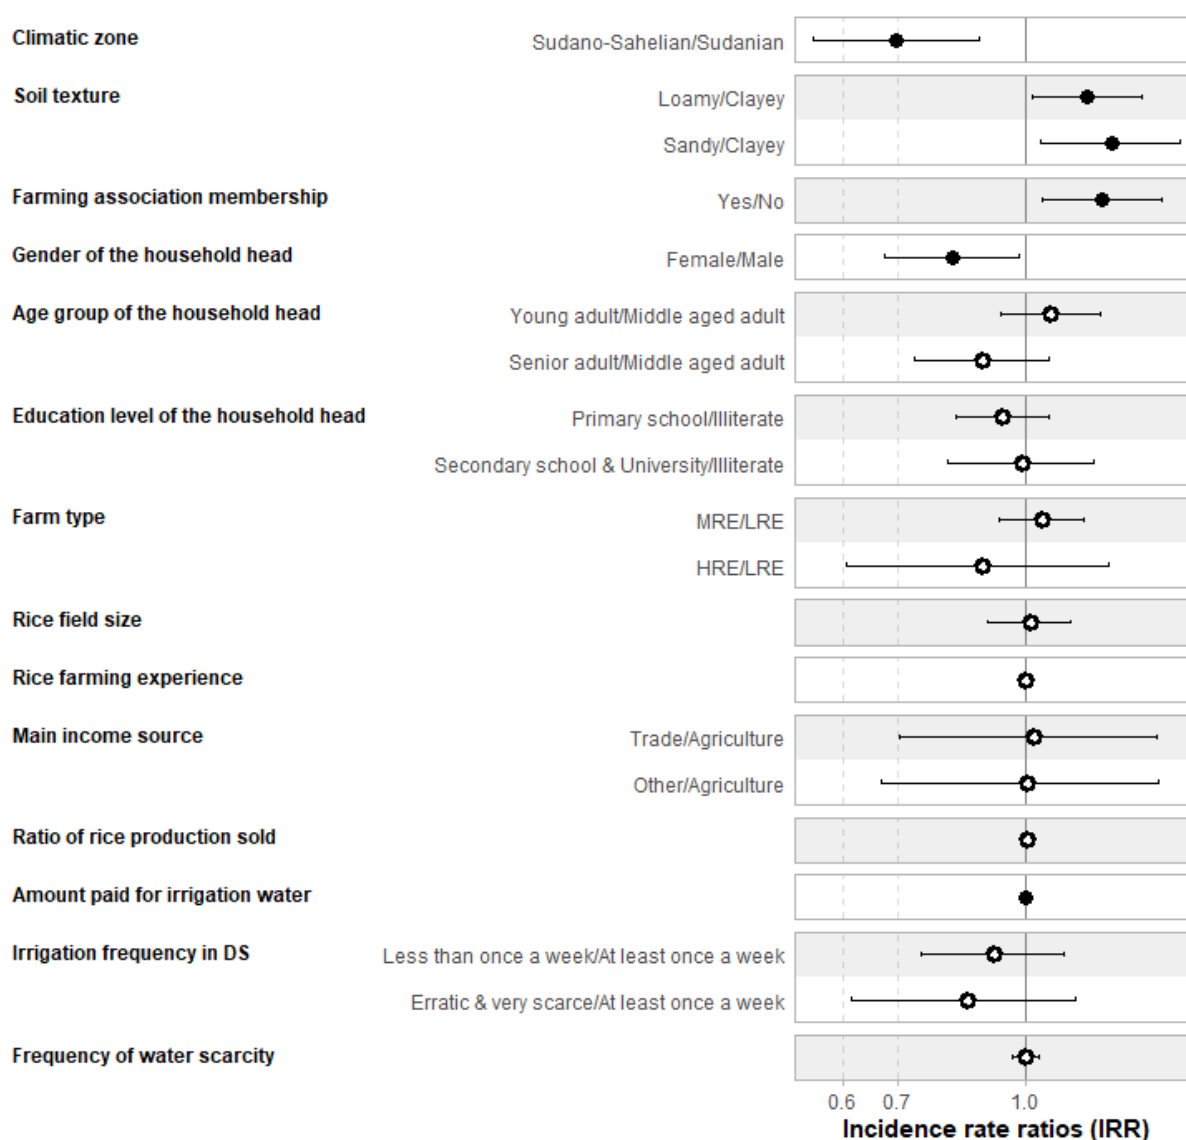 Climatic zone Sudano-Sahelian/Sudanian
Soil texture Loamy/Clayey
Sandy/Clayey
Farming association membership Yes/No
Gender of the household head Female/Male
Age group of the household head Young adult/Middle aged adult
Senior adult/Middle aged adult
Education level of the household head Primary school/Illiterate
Secondary school & University/Illiterate
Farm type MRE/LRE
HRE/LRE
Rice field size
Rice farming experience
Main income source Trade/Agriculture
Other/Agriculture
Ratio of rice production sold
Amount paid for irrigation water
Irrigation frequency in DS Less than once a week/At least once a week
Erratic & very scarce/At least once a week
Frequency of water scarcity
0.6 0.7 1.0
Incidence rate ratios (IRR)